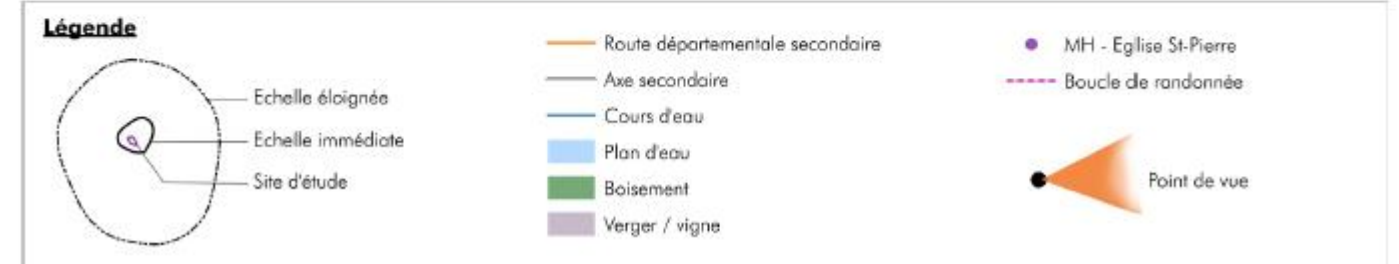 Légende
Echelle éloignée
Echelle immédiate
Site d'étude
Route départementale secondaire
Axe secondaire
Cours d'eau
Plan d'eau
Boisement
Verger / vigne
MH - Eglise St-Pierre
Boucle de randonnée
Point de vue